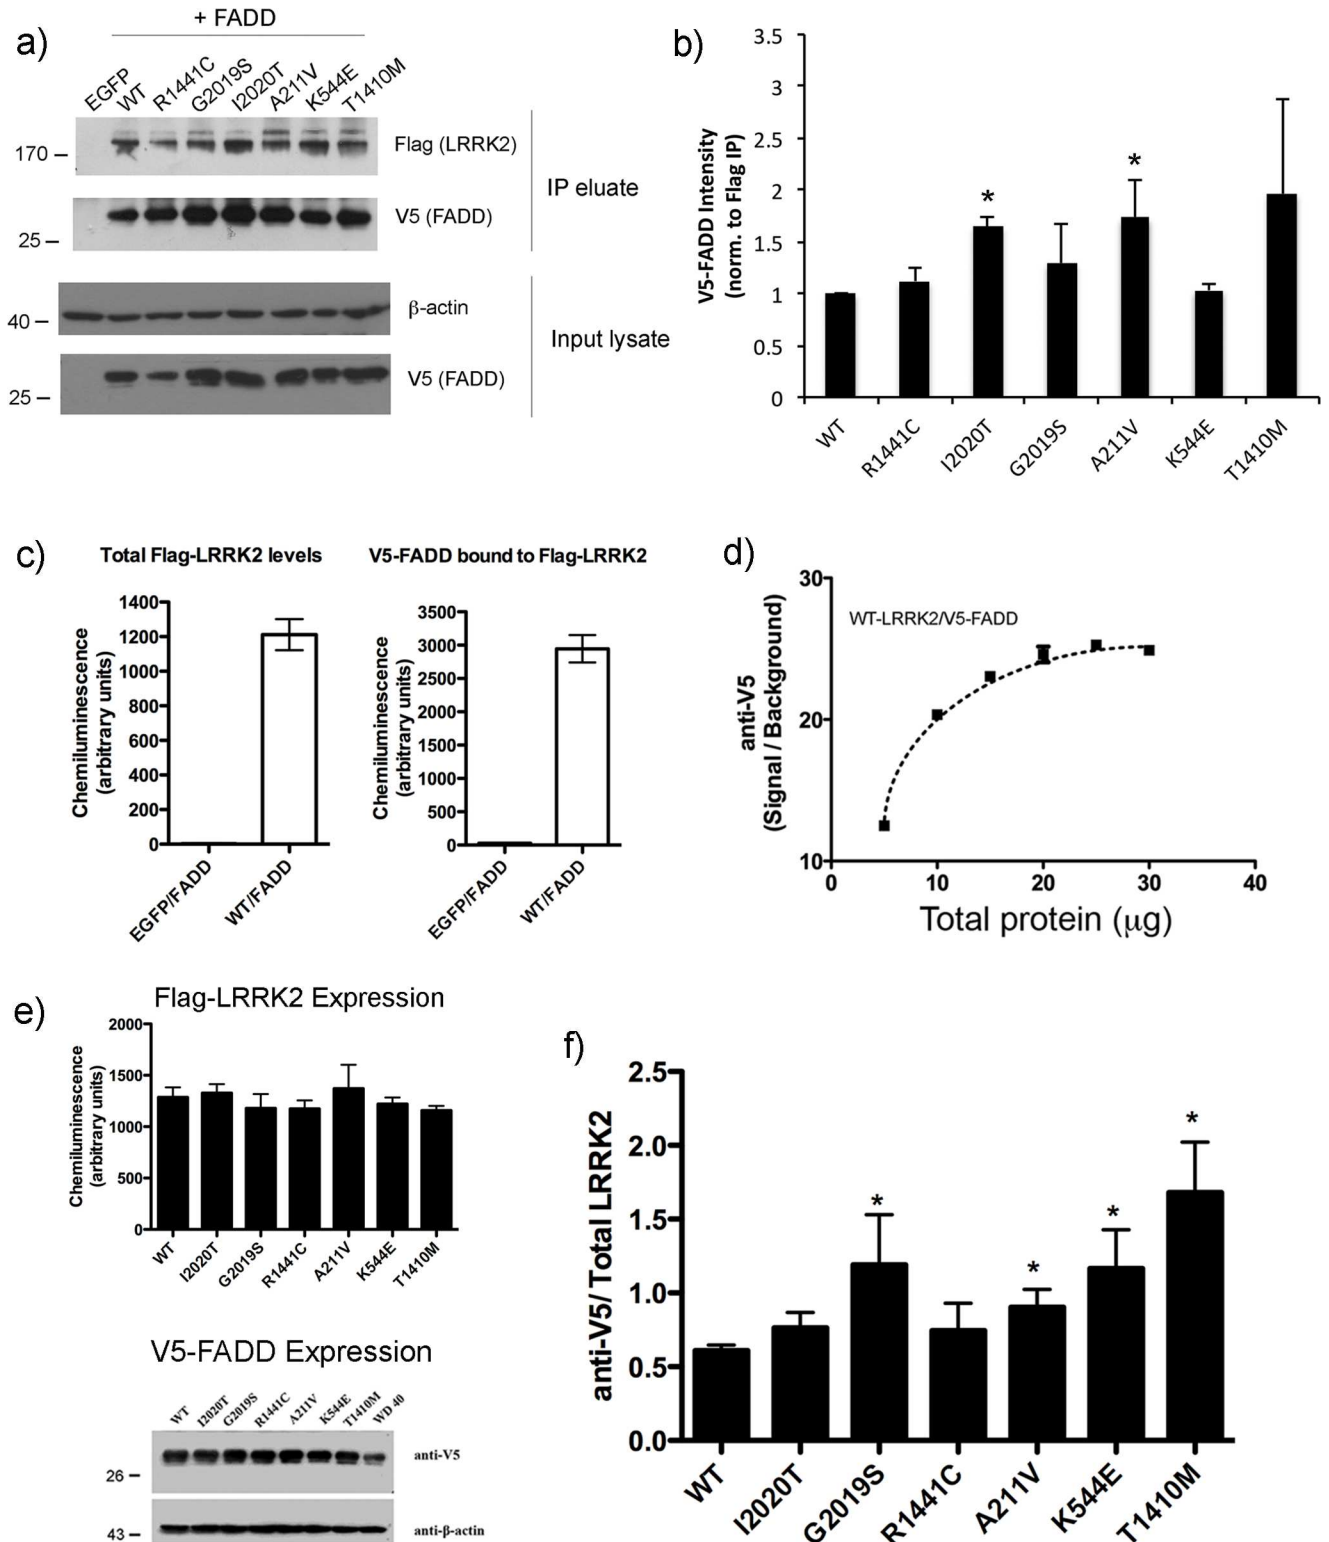 a)
+ FADD
EGFP
WT
R1441C
G2019S
I2020T
A211V
K544E
T1410M
170
Flag (LRRK2)
V5 (FADD)
25
IP eluate
β-actin
40
V5 (FADD)
25
Input lysate
b)
V5-FADD Intensity
(norm. to Flag IP)
3.5
3
2.5
2
1.5
1
0.5
0
*
*
WT
R1441C
I2020T
G2019S
A211V
K544E
T1410M
c)
Total Flag-LRRK2 levels
Chemiluminescence
(arbitrary units)
1400
1200
1000
800
600
400
200
0
EGFP/FADD
WT/FADD
V5-FADD bound to Flag-LRRK2
Chemiluminescence
(arbitrary units)
3500
3000
2500
2000
1500
1000
500
0
EGFP/FADD
WT/FADD
d)
WT-LRRK2/V5-FADD
anti-V5
(Signal / Background)
30
20
10
0
10
20
30
40
Total protein (μg)
e)
Flag-LRRK2 Expression
Chemiluminescence
(arbitrary units)
2000
1500
1000
500
0
WT
I2020T
G2019S
R1441C
A211V
K544E
T1410M
V5-FADD Expression
WT
I2020T
G2019S
R1441C
A211V
K544E
T1410M
WD 40
anti-V5
26
anti-β-actin
43
f)
anti-V5/ Total LRRK2
2.5
2.0
1.5
1.0
0.5
0.0
*
*
*
*
WT
I2020T
G2019S
R1441C
A211V
K544E
T1410M